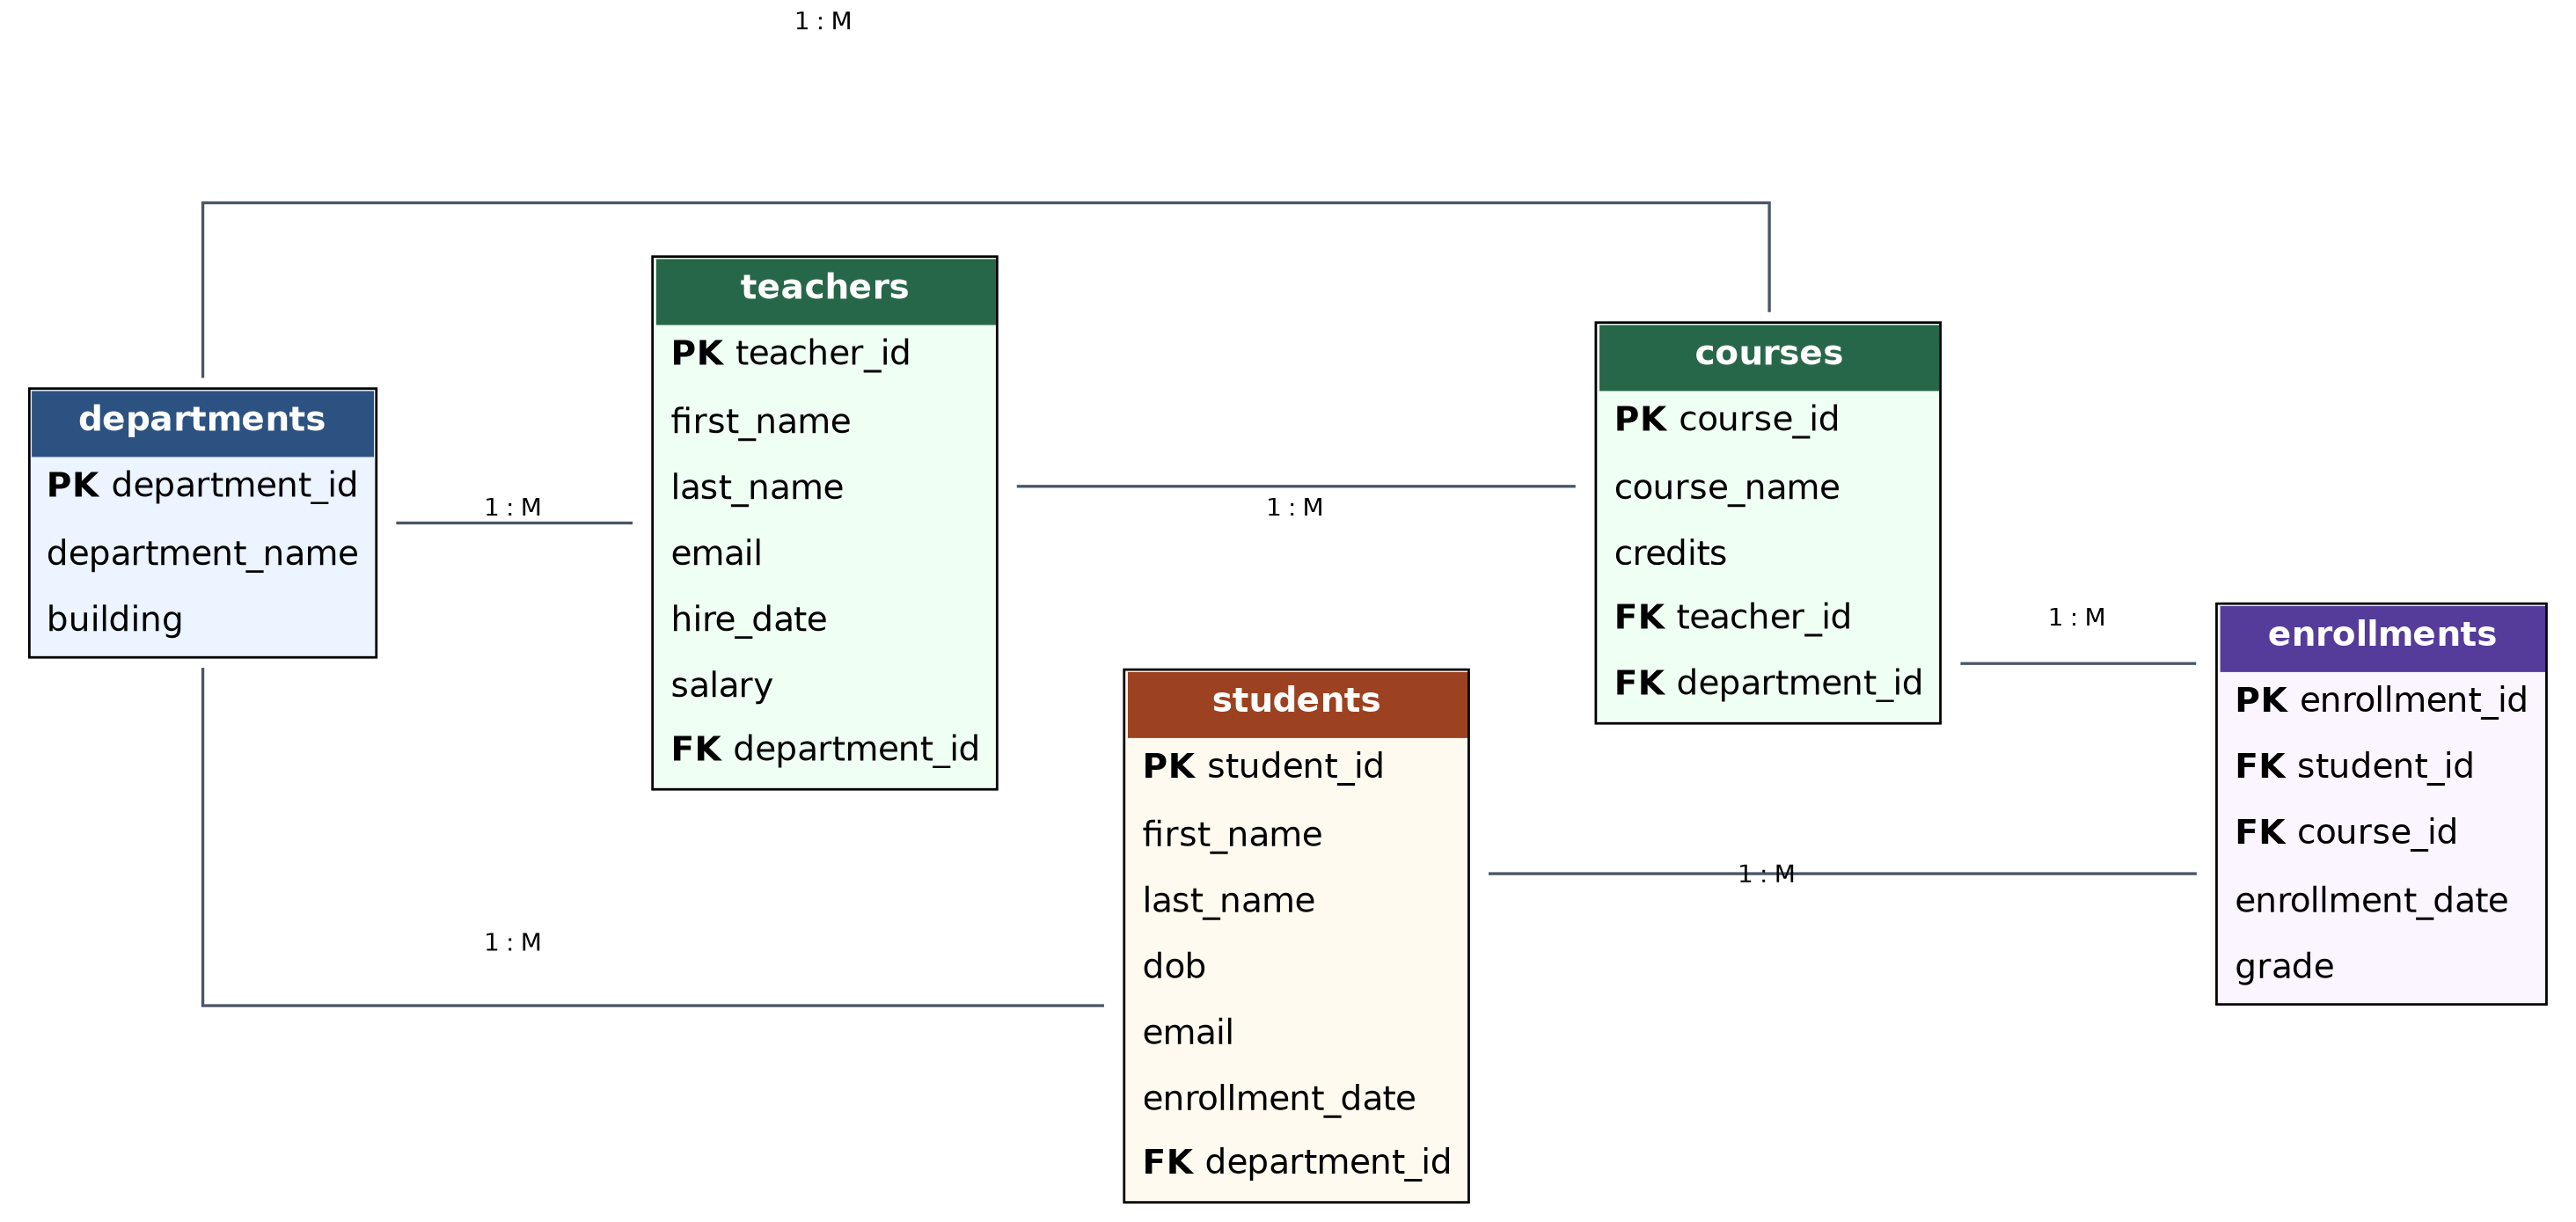 1 : M
departments
PK department_id
department_name
building
1 : M
1 : M
teachers
PK teacher_id
first_name
last_name
email
hire_date
salary
FK department_id
1 : M
students
PK student_id
first_name
last_name
dob
email
enrollment_date
FK department_id
1 : M
courses
PK course_id
course_name
credits
FK teacher_id
FK department_id
1 : M
enrollments
PK enrollment_id
FK student_id
FK course_id
enrollment_date
grade